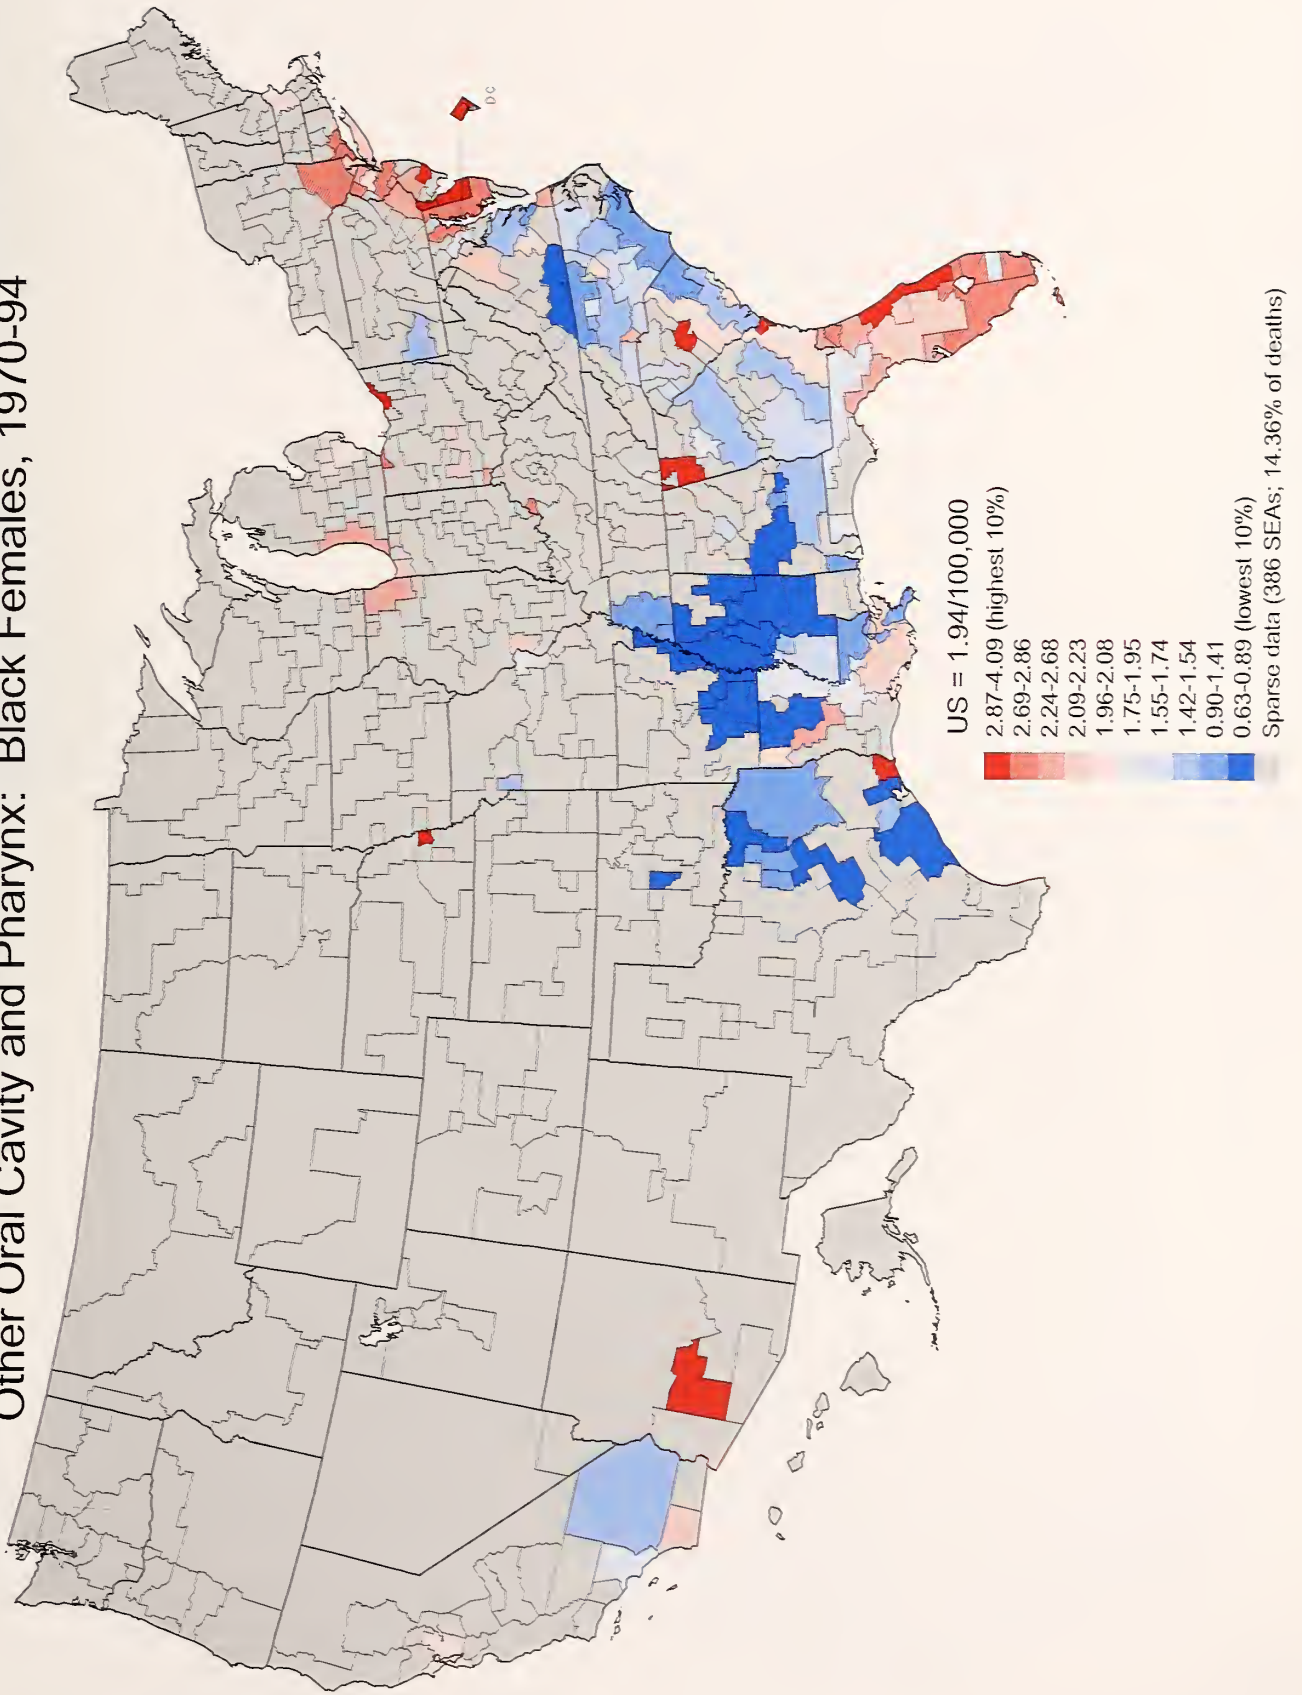 Other Oral Cavity and Pharynx: Black Females, 1970-94
DC
US = 1.94/100,000
2.87-4.09 (highest 10%)
2.69-2.86
2.24-2.68
2.09-2.23
1.96-2.08
1.75-1.95
1.55-1.74
1.42-1.54
0.90-1.41
0.63-0.89 (lowest 10%)
Sparse data (386 SEAs; 14.36% of deaths)